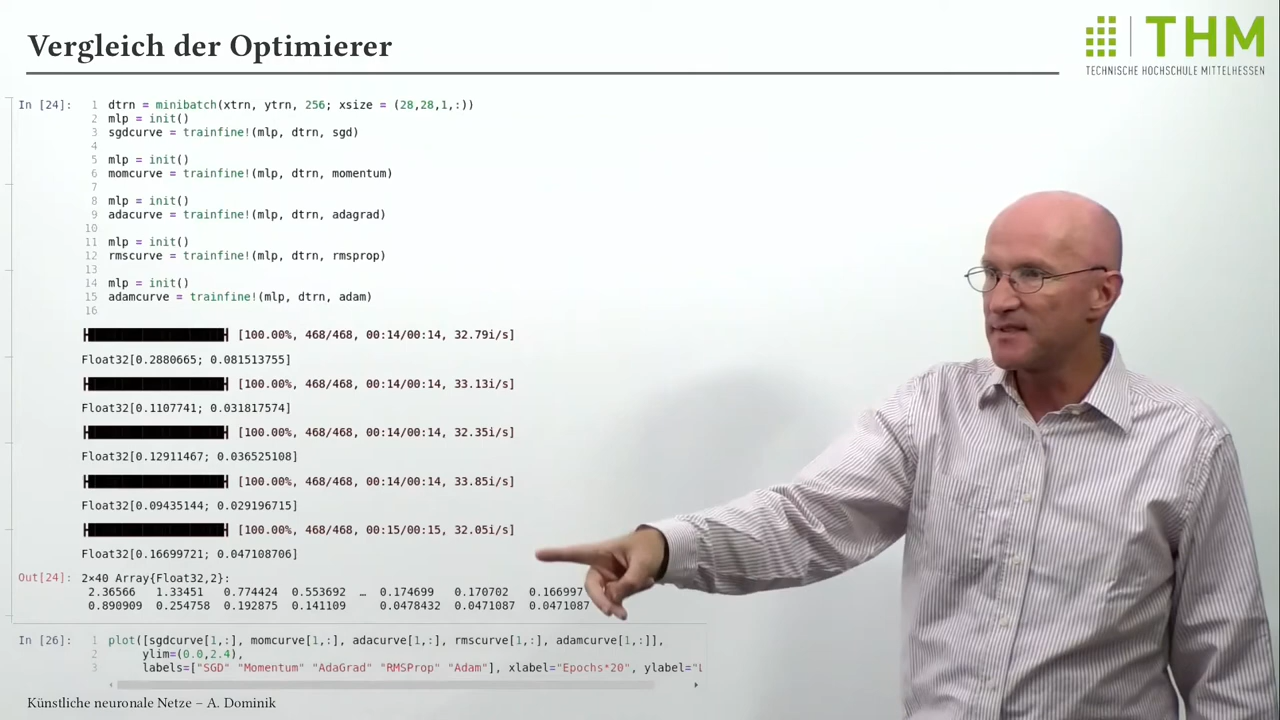 Vergleich der Optimierer
THM
TECHNISCHE HOCHSCHULE MITTELHESSEN
In [24]:
1 dtrn = minibatch(xtrn, ytrn, 256; xsize = (28,28,1,:))
2 mlp = init()
3 sgdcurve = trainfine!(mlp, dtrn, sgd)
4
5 mlp = init()
6 momcurve = trainfine!(mlp, dtrn, momentum)
7
8 mlp = init()
9 adacurve = trainfine!(mlp, dtrn, adagrad)
10
11 mlp = init()
12 rmscurve = trainfine!(mlp, dtrn, rmsprop)
13
14 mlp = init()
15 adamcurve = trainfine!(mlp, dtrn, adam)
16
[100.00%, 468/468, 00:14/00:14, 32.79i/s]
Float32[0.2880665; 0.081513755]
[100.00%, 468/468, 00:14/00:14, 33.13i/s]
Float32[0.1107741; 0.031817574]
[100.00%, 468/468, 00:14/00:14, 32.35i/s]
Float32[0.12911467; 0.036525108]
[100.00%, 468/468, 00:14/00:14, 33.85i/s]
Float32[0.09435144; 0.029196715]
[100.00%, 468/468, 00:15/00:15, 32.05i/s]
Float32[0.16699721; 0.047108706]
Out[24]: 2×40 Array{Float32,2}:
2.36566 1.33451 0.774424 0.553692 … 0.174699 0.170702 0.166997
0.890909 0.254758 0.192875 0.141109 0.0478432 0.0471087 0.0471087
In [26]:
1 plot([sgdcurve[1,:], momcurve[1,:], adacurve[1,:], rmscurve[1,:], adamcurve[1,:]],
2 ylim=(0.0,2.4),
3 labels=["SGD" "Momentum" "AdaGrad" "RMSProp" "Adam"], xlabel="Epochs*20", ylabel="L
Künstliche neuronale Netze – A. Dominik